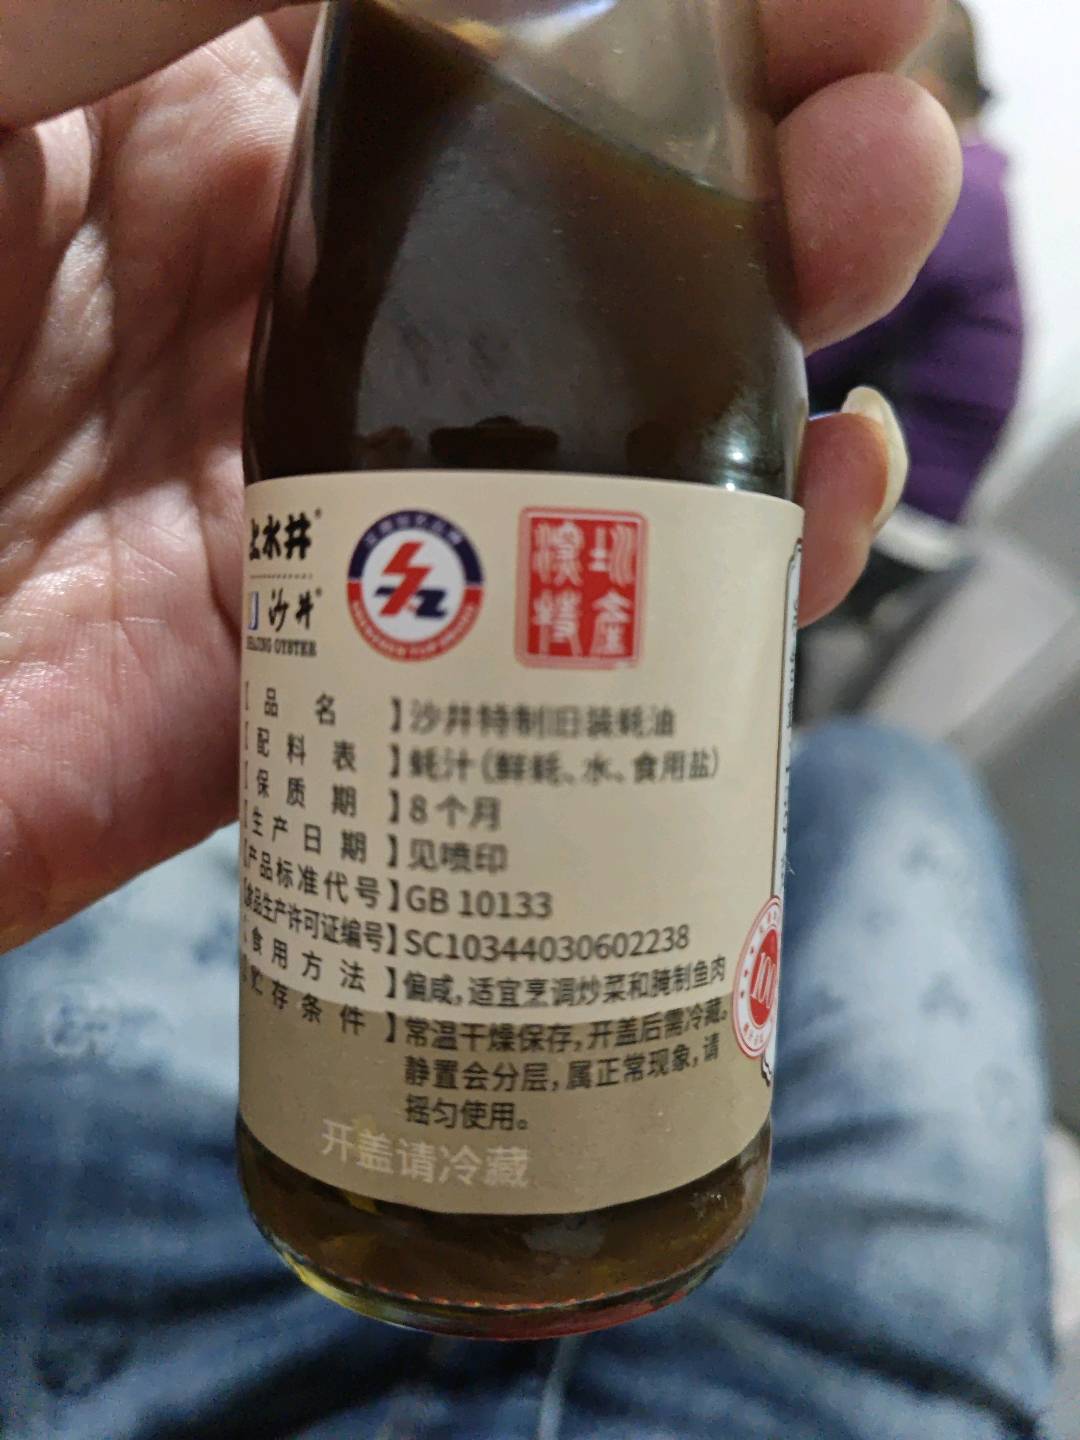 上水井®
沙井®
OYSTER
【品名】沙井特制旧装蚝油
【配料表】蚝汁（鲜蚝、水、食用盐）
【保质期】8个月
【生产日期】见喷印
【产品标准代号】GB 10133
【食品生产许可证编号】SC10344030602238
【食用方法】偏咸，适宜烹调炒菜和腌制鱼肉
【贮存条件】常温干燥保存，开盖后需冷藏。
静置会分层，属正常现象，请
摇匀使用。
开盖请冷藏
100